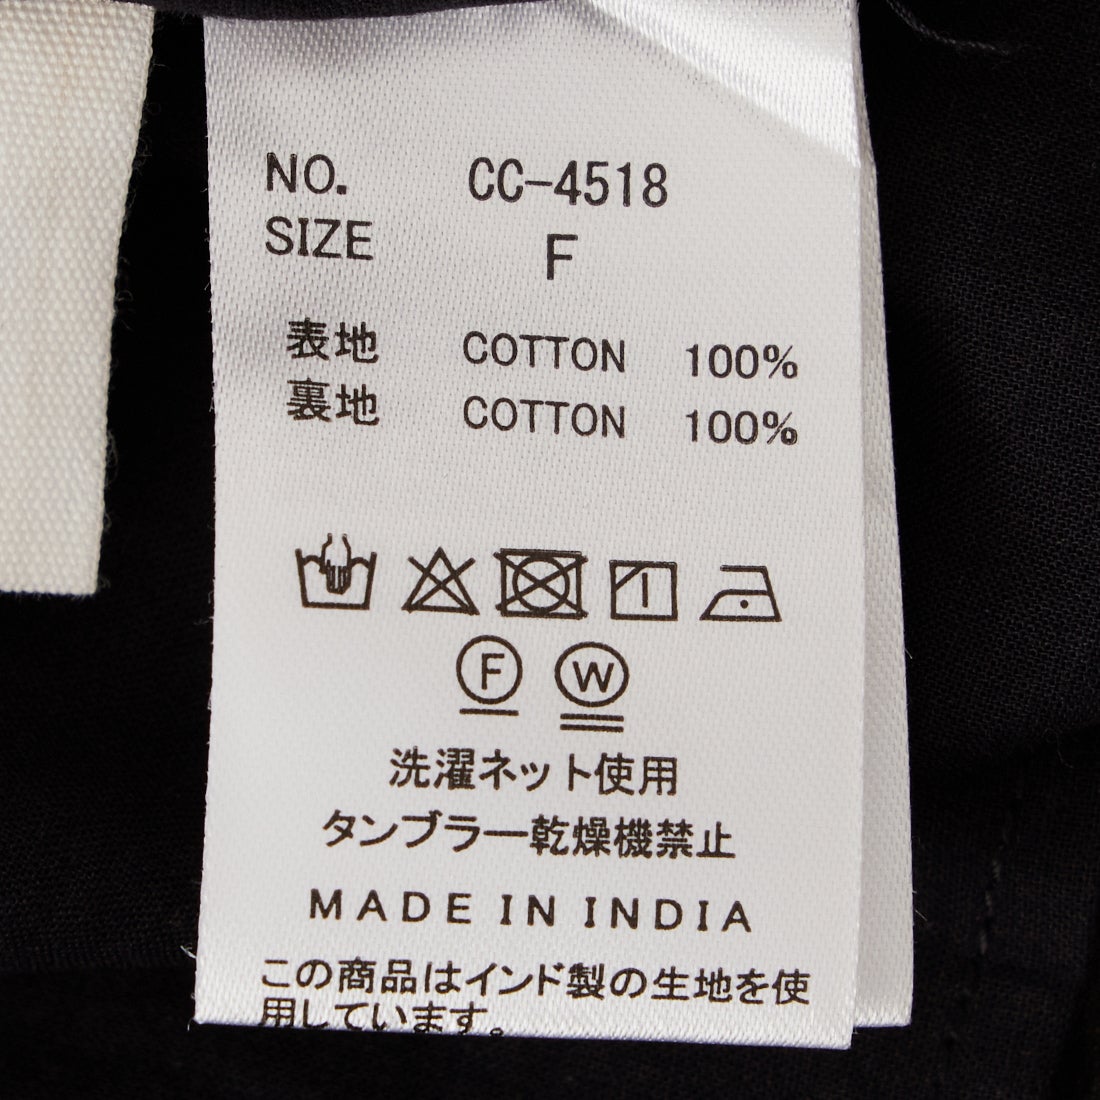 NO. CC-4518
SIZE F
表地 COTTON 100%
裏地 COTTON 100%
F W
洗濯ネット使用
タンブラー乾燥機禁止
MADE IN INDIA
この商品はインド製の生地を使
用しています。